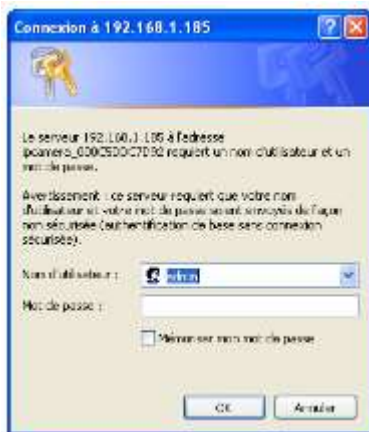 Connexion à 192.168.1.185
Le serveur 192.168.1.185 à l'adresse
requiert un nom d'utilisateur et un
mot de passe.
Avertissement : ce serveur requiert que votre nom
d'utilisateur et votre mot de passe soient envoyés de façon
non sécurisée (authentification de base sans connexion
sécurisée).
Nom d'utilisateur :
admin
Mot de passe :
Mémoriser mon mot de passe
OK
Annuler